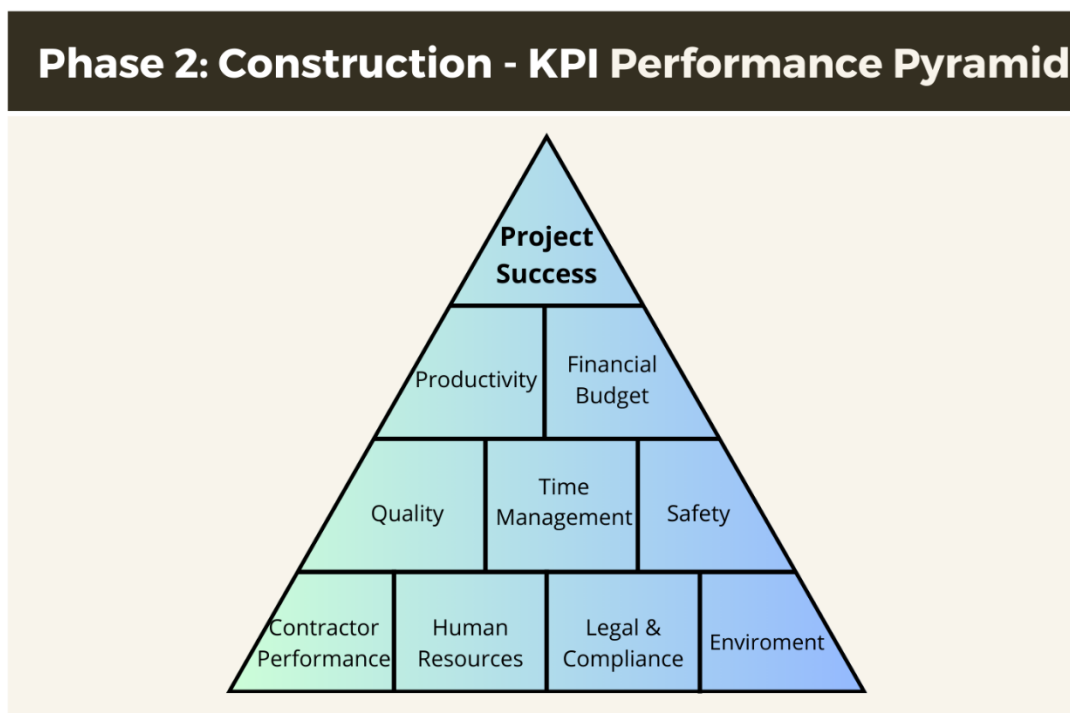 Phase 2: Construction - KPI Performance Pyramid
Project
Success
Productivity
Financial
Budget
Quality
Time
Management
Safety
Contractor
Performance
Human
Resources
Legal &
Compliance
Enviroment